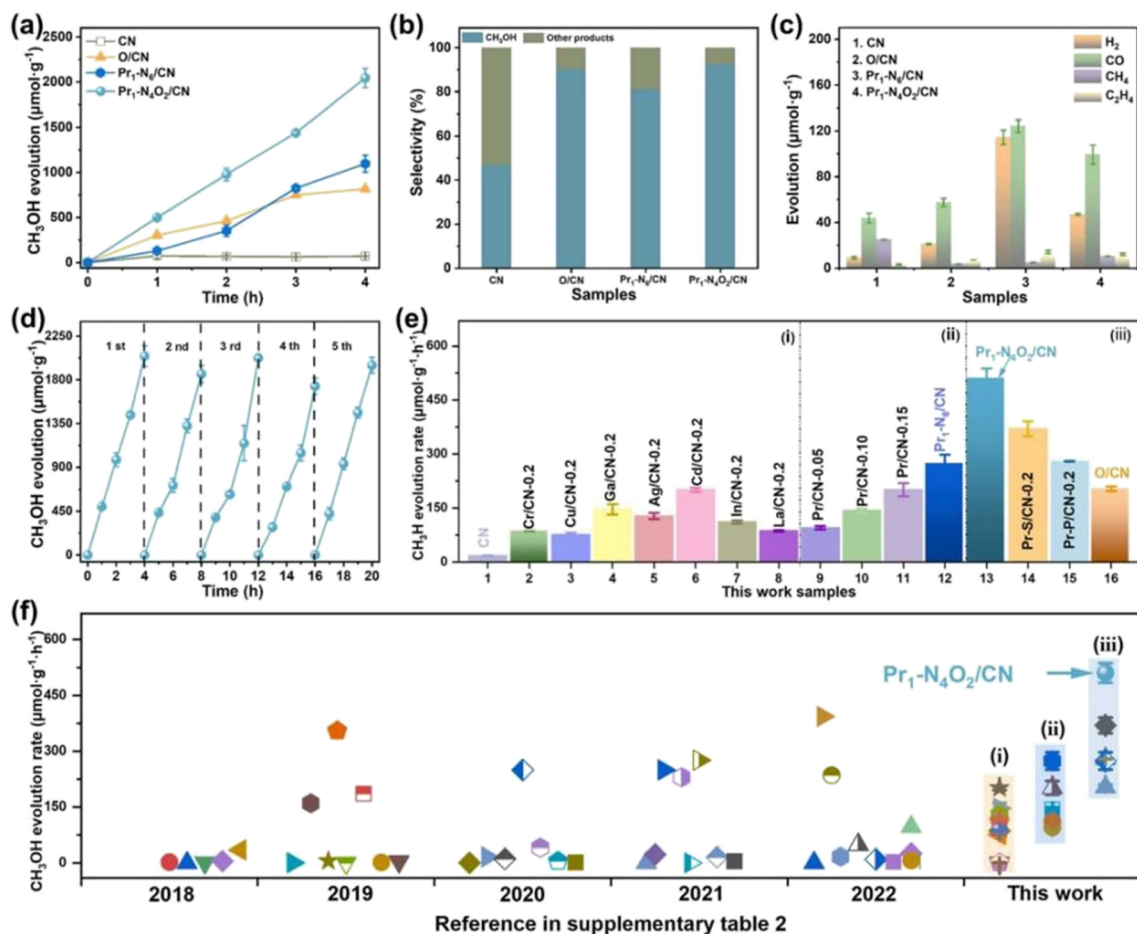 (a)
CH₃OH evolution (μmol·g⁻¹)
2500
2000
1500
1000
500
0
CN
O/CN
Pr₁-N₆/CN
Pr₁-N₄O₂/CN
0 1 2 3 4
Time (h)
(b)
CH₃OH Other products
Selectivity (%)
100
80
60
40
20
0
CN O/CN Pr₁-N₆/CN Pr₁-N₄O₂/CN
Samples
(c)
Evolution (μmol·g⁻¹)
200
160
120
80
40
0
1. CN
2. O/CN
3. Pr₁-N₆/CN
4. Pr₁-N₄O₂/CN
H₂
CO
CH₄
C₂H₄
1 2 3 4
Samples
(d)
CH₃OH evolution (μmol·g⁻¹)
2250
1800
1350
900
450
0
1 st 2 nd 3 rd 4 th 5 th
0 2 4 6 8 10 12 14 16 18 20
Time (h)
(e)
CH₃H evolution rate (μmol·g⁻¹·h⁻¹)
600
450
300
150
0
(i) (ii) (iii)
CN
Cr/CN-0.2
Cu/CN-0.2
Ga/CN-0.2
Ag/CN-0.2
Cd/CN-0.2
In/CN-0.2
La/CN-0.2
Pr/CN-0.05
Pr/CN-0.10
Pr/CN-0.15
Pr₁-N₆/CN
Pr₁-N₄O₂/CN
Pr-S/CN-0.2
Pr-P/CN-0.2
O/CN
1 2 3 4 5 6 7 8 9 10 11 12 13 14 15 16
This work samples
(f)
CH₃OH evolution rate (μmol·g⁻¹·h⁻¹)
600
450
300
150
0
Pr₁-N₄O₂/CN
(i)
(ii)
(iii)
2018 2019 2020 2021 2022 This work
Reference in supplementary table 2